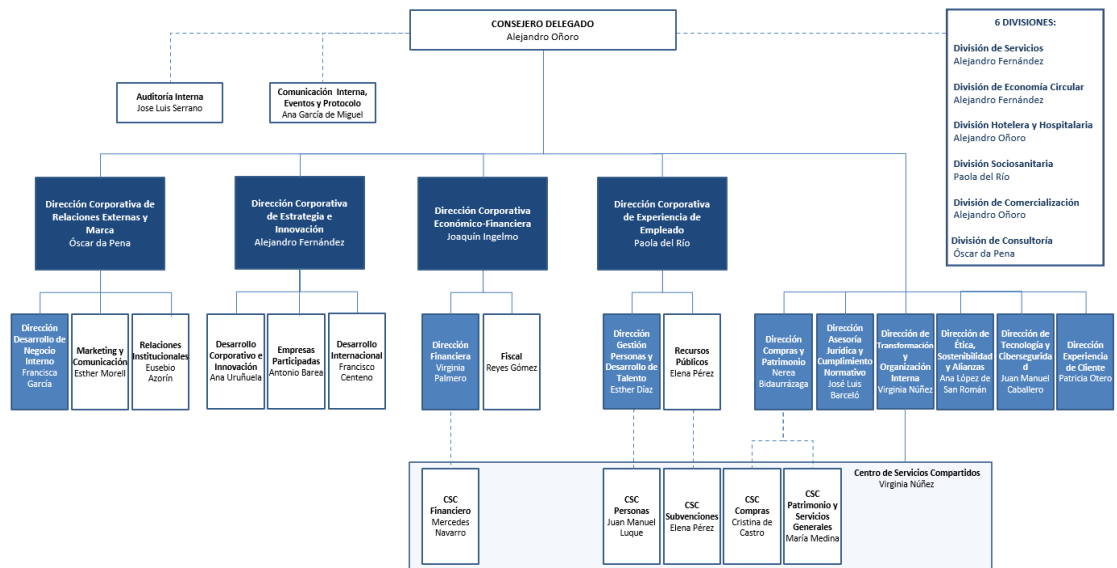 CONSEJERO DELEGADO
Alejandro Oñoro
6 DIVISIONES:
División de Servicios
Alejandro Fernández
División de Economía Circular
Alejandro Fernández
División Hotelera y Hospitalaria
Alejandro Oñoro
División Sociosanitaria
Paola del Río
División de Comercialización
Alejandro Oñoro
División de Consultoría
Óscar da Pena
Auditoría Interna
Jose Luis Serrano
Comunicación Interna,
Eventos y Protocolo
Ana García de Miguel
Dirección Corporativa de
Relaciones Externas y
Marca
Óscar da Pena
Dirección Corporativa
de Estrategia e
Innovación
Alejandro Fernández
Dirección Corporativa
Económico-Financiera
Joaquín Ingelmo
Dirección Corporativa
de Experiencia de
Empleado
Paola del Río
Dirección
Desarrollo de
Negocio
Interno
Francisca
García
Marketing y
Comunicación
Esther Morell
Relaciones
Institucionales
Eusebio
Azorín
Desarrollo
Corporativo e
Innovación
Ana Uruñuela
Empresas
Participadas
Antonio Barea
Desarrollo
Internacional
Francisco
Centeno
Dirección
Financiera
Virginia
Palmero
Fiscal
Reyes Gómez
Dirección
Gestión
Personas y
Desarrollo de
Talento
Esther Díaz
Recursos
Públicos
Elena Pérez
Dirección
Compras y
Patrimonio
Nerea
Bidaurrázaga
Dirección
Asesoría
Jurídica y
Cumplimiento
Normativo
José Luis
Barceló
Dirección de
Transformación
y
Organización
Interna
Virginia Núñez
Dirección de
Ética,
Sostenibilidad
y Alianzas
Ana López de
San Román
Dirección de
Tecnología y
Cibersegurida
d
Juan Manuel
Caballero
Dirección
Experiencia
de Cliente
Patricia Otero
Centro de Servicios Compartidos
Virginia Núñez
CSC
Financiero
Mercedes
Navarro
CSC
Personas
Juan Manuel
Luque
CSC
Subvenciones
Elena Pérez
CSC
Compras
Cristina de
Castro
CSC
Patrimonio y
Servicios
Generales
María Medina